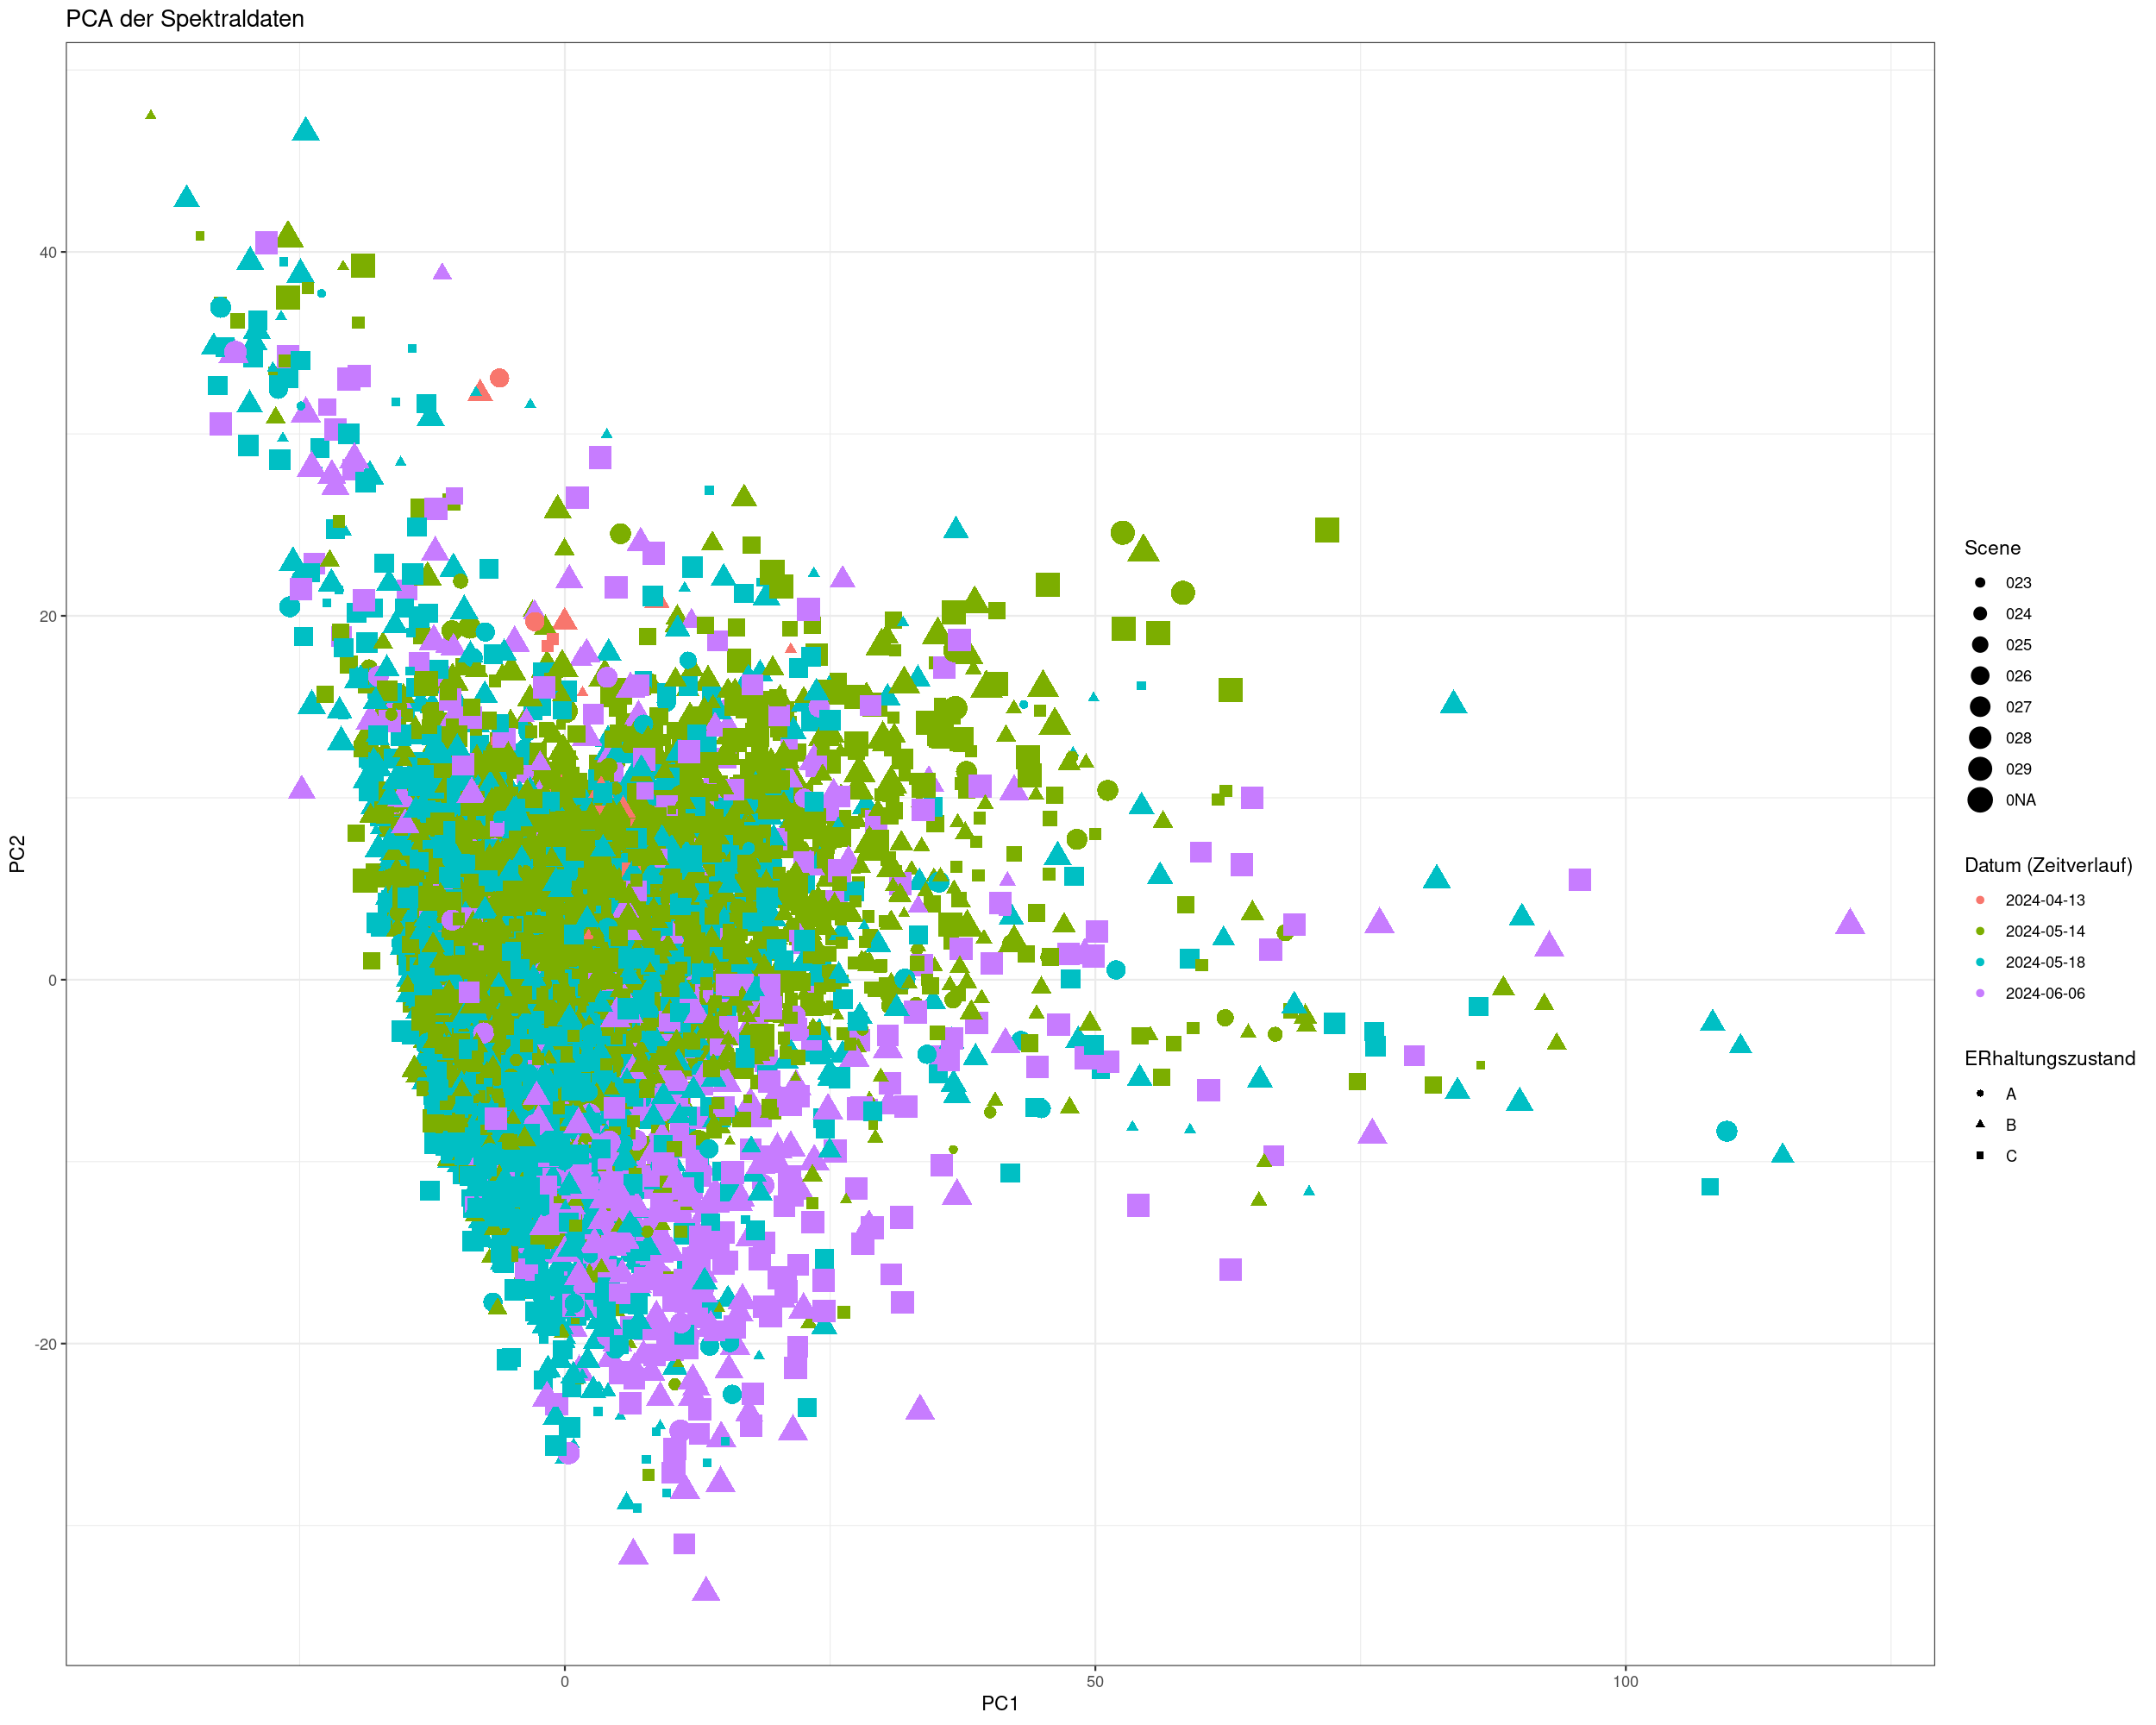 PCA der Spektraldaten
40
20
0
-20
PC2
0
50
100
PC1
Scene
023
024
025
026
027
028
029
0NA
Datum (Zeitverlauf)
2024-04-13
2024-05-14
2024-05-18
2024-06-06
ERhaltungszustand
A
B
C